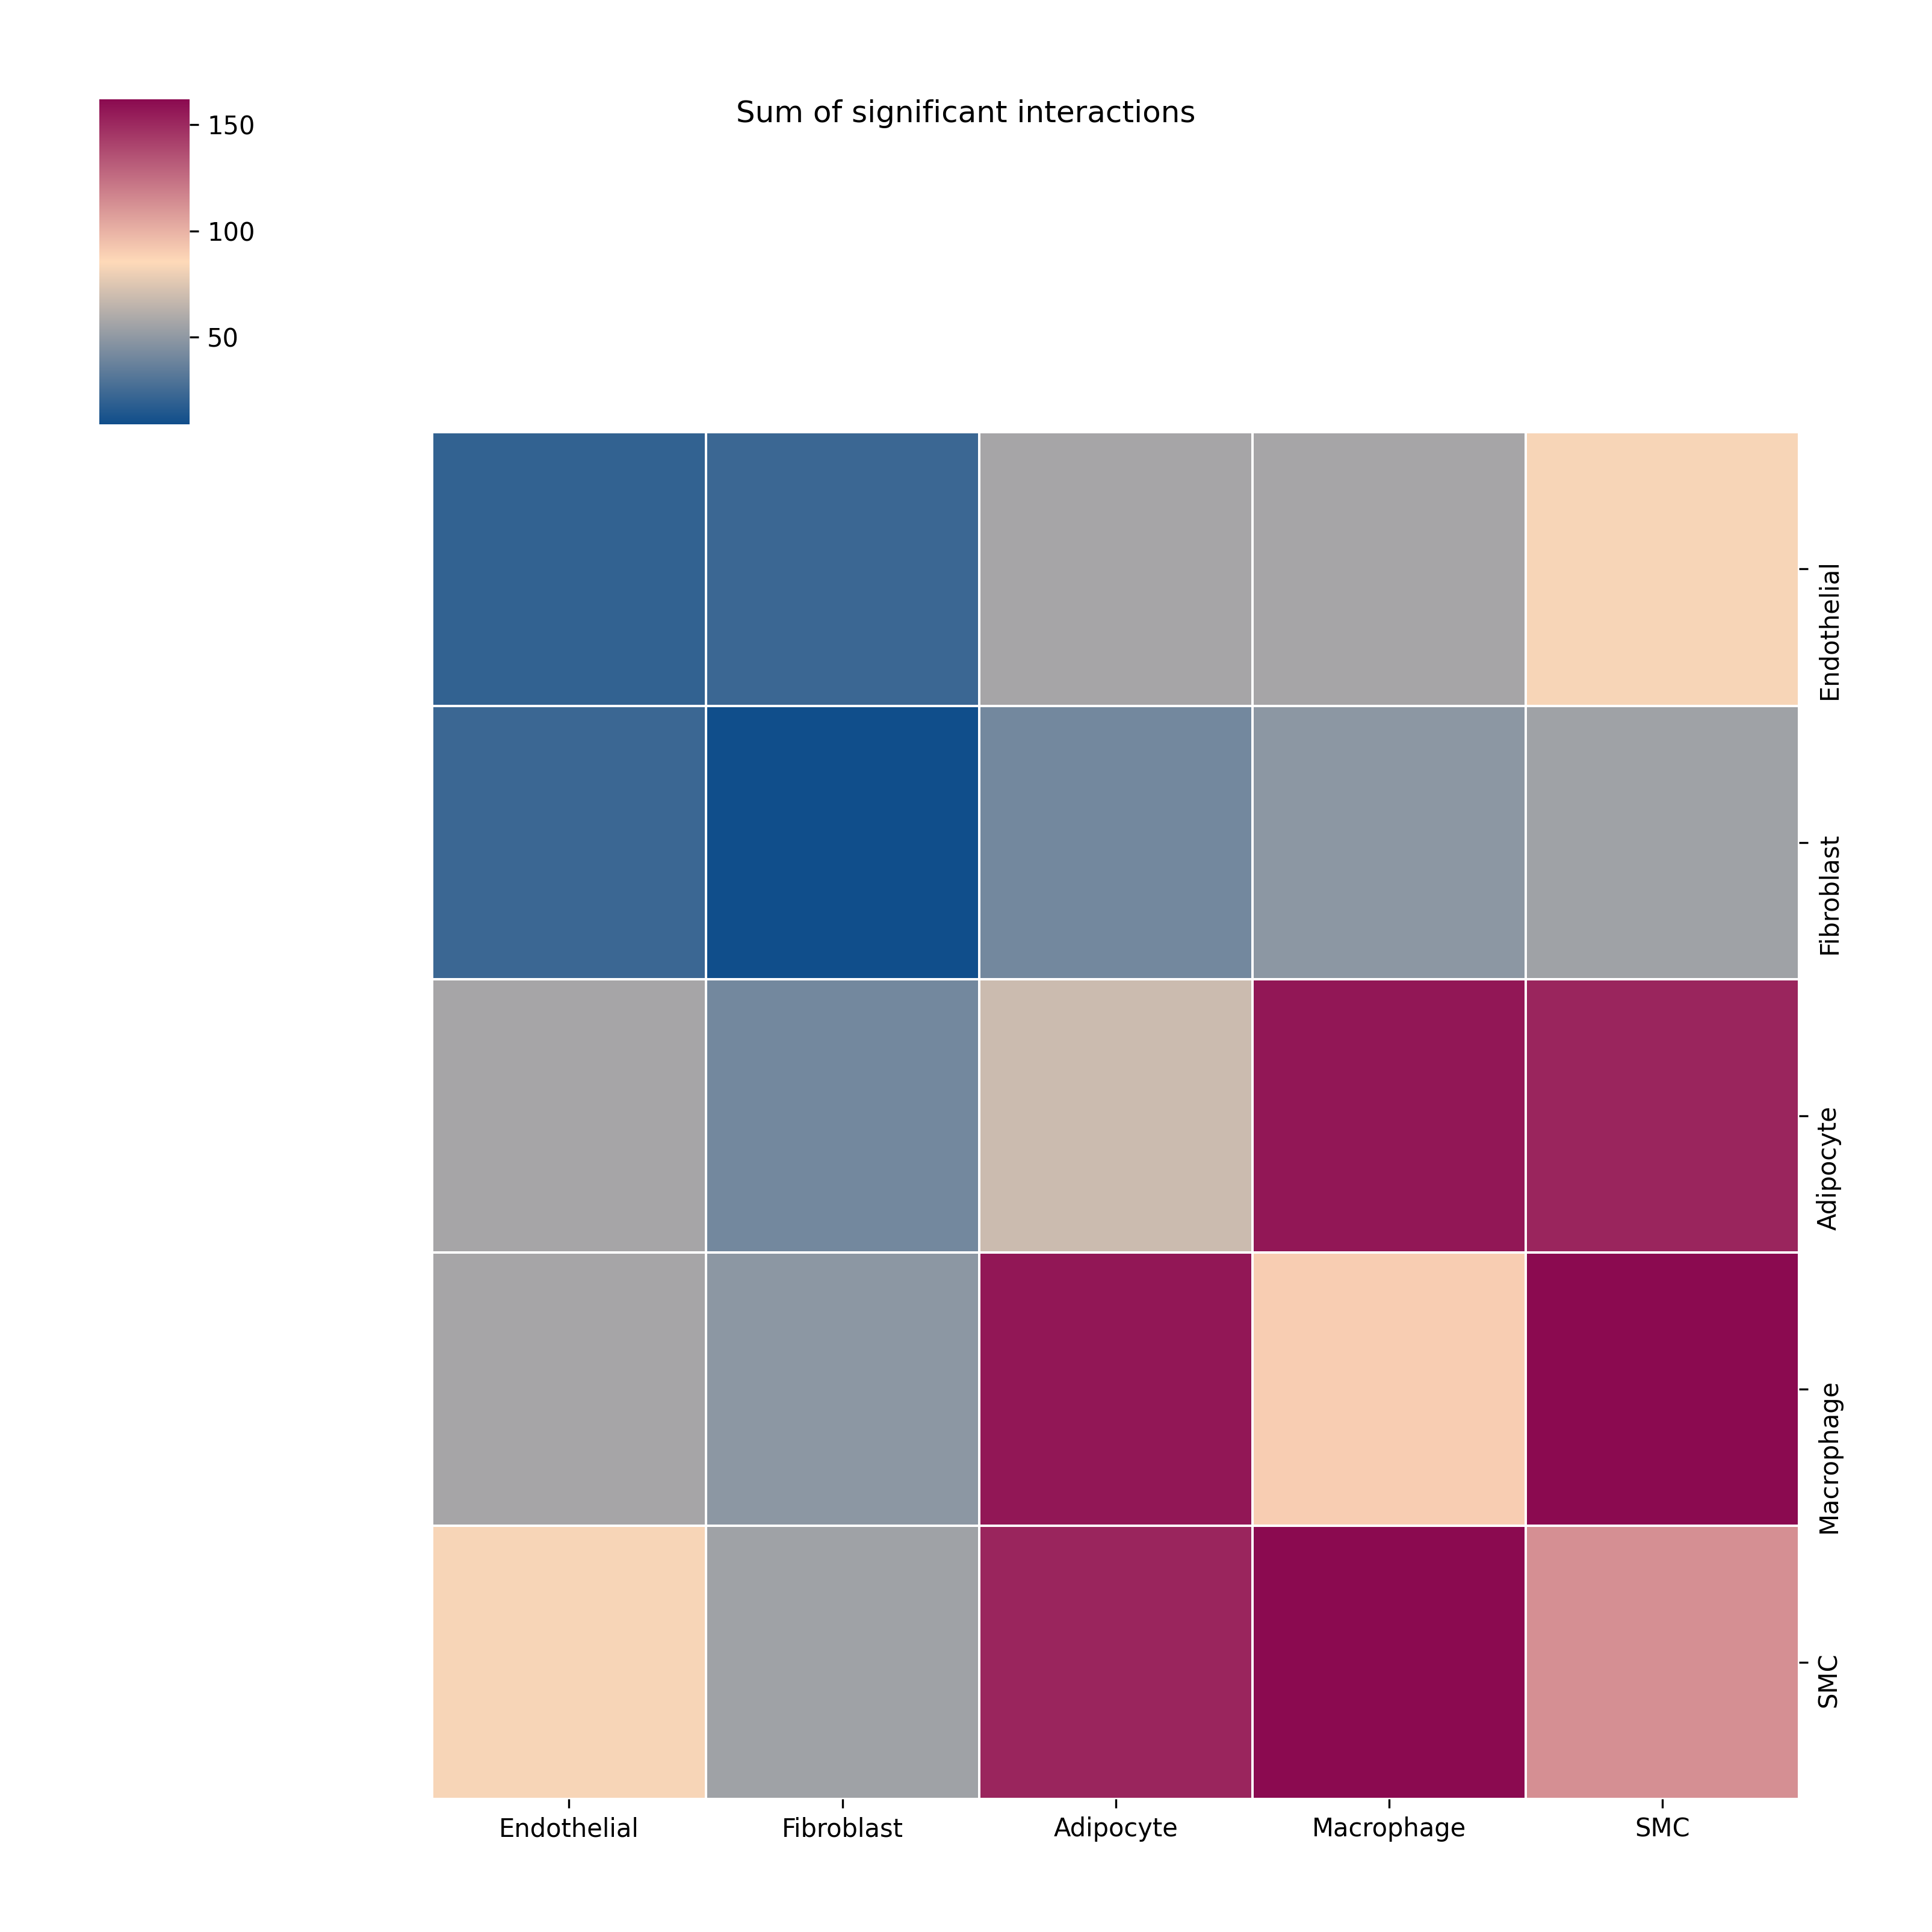 Sum of significant interactions
150
100
50
Endothelial
Fibroblast
Adipocyte
Macrophage
SMC
Endothelial
Fibroblast
Adipocyte
Macrophage
SMC